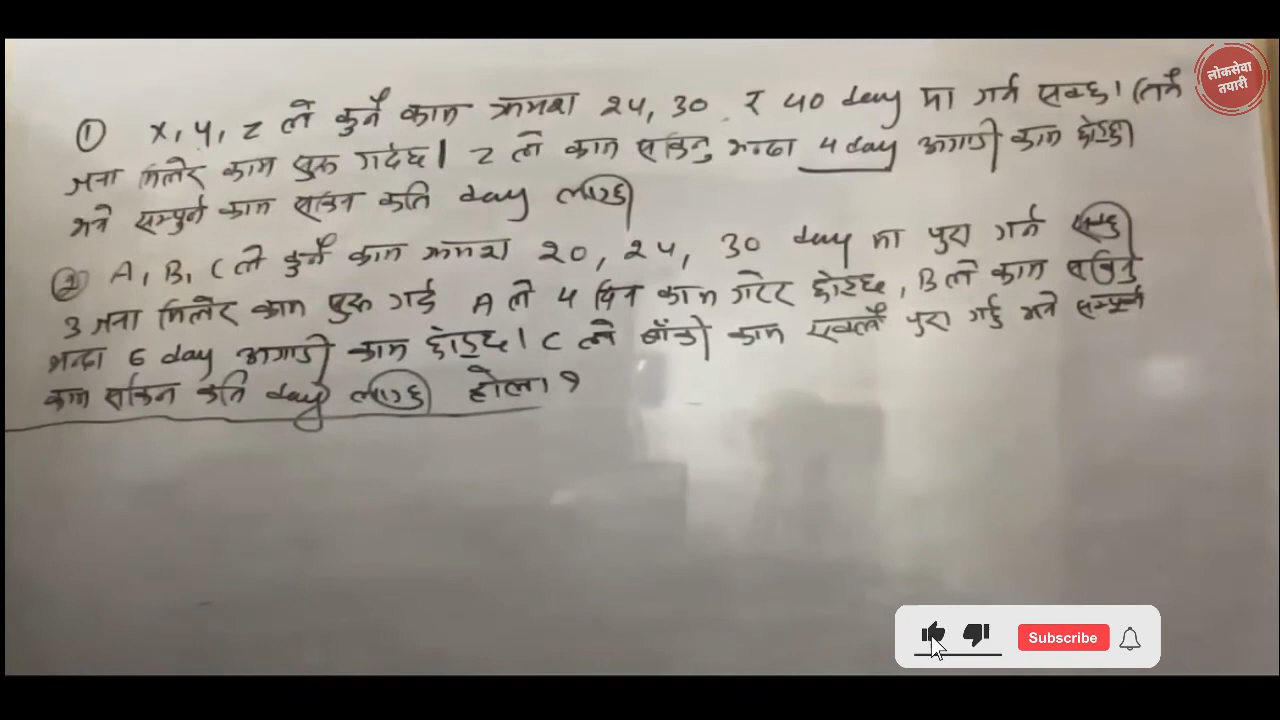 ① x, y, z ले कुनै काम क्रमश 24, 30 र 40 day मा गर्न सक्छ। तिनै
जना मिलेर काम सुरु गर्दछ। z ले काम सकिनु भन्दा 4 day अगाडी काम छोड्छ।
भने सम्पुर्न काम सकिन कति day लाग्छ
② A, B, C ले कुनै काम क्रमश 20, 24, 30 day मा पुरा गर्न सक्छ
3 जना मिलेर काम सुरु गर्दा A ले 4 दिन काम गरेर छोड्छ, B ले काम सकिनु
भन्दा 6 day अगाडी काम छोड्छ। C ले बाँकी काम एक्लै पुरा गर्छ भने सम्पूर्न
काम सकिन कति day लाग्छ होला ?
लोकसेवा
तयारी
Subscribe